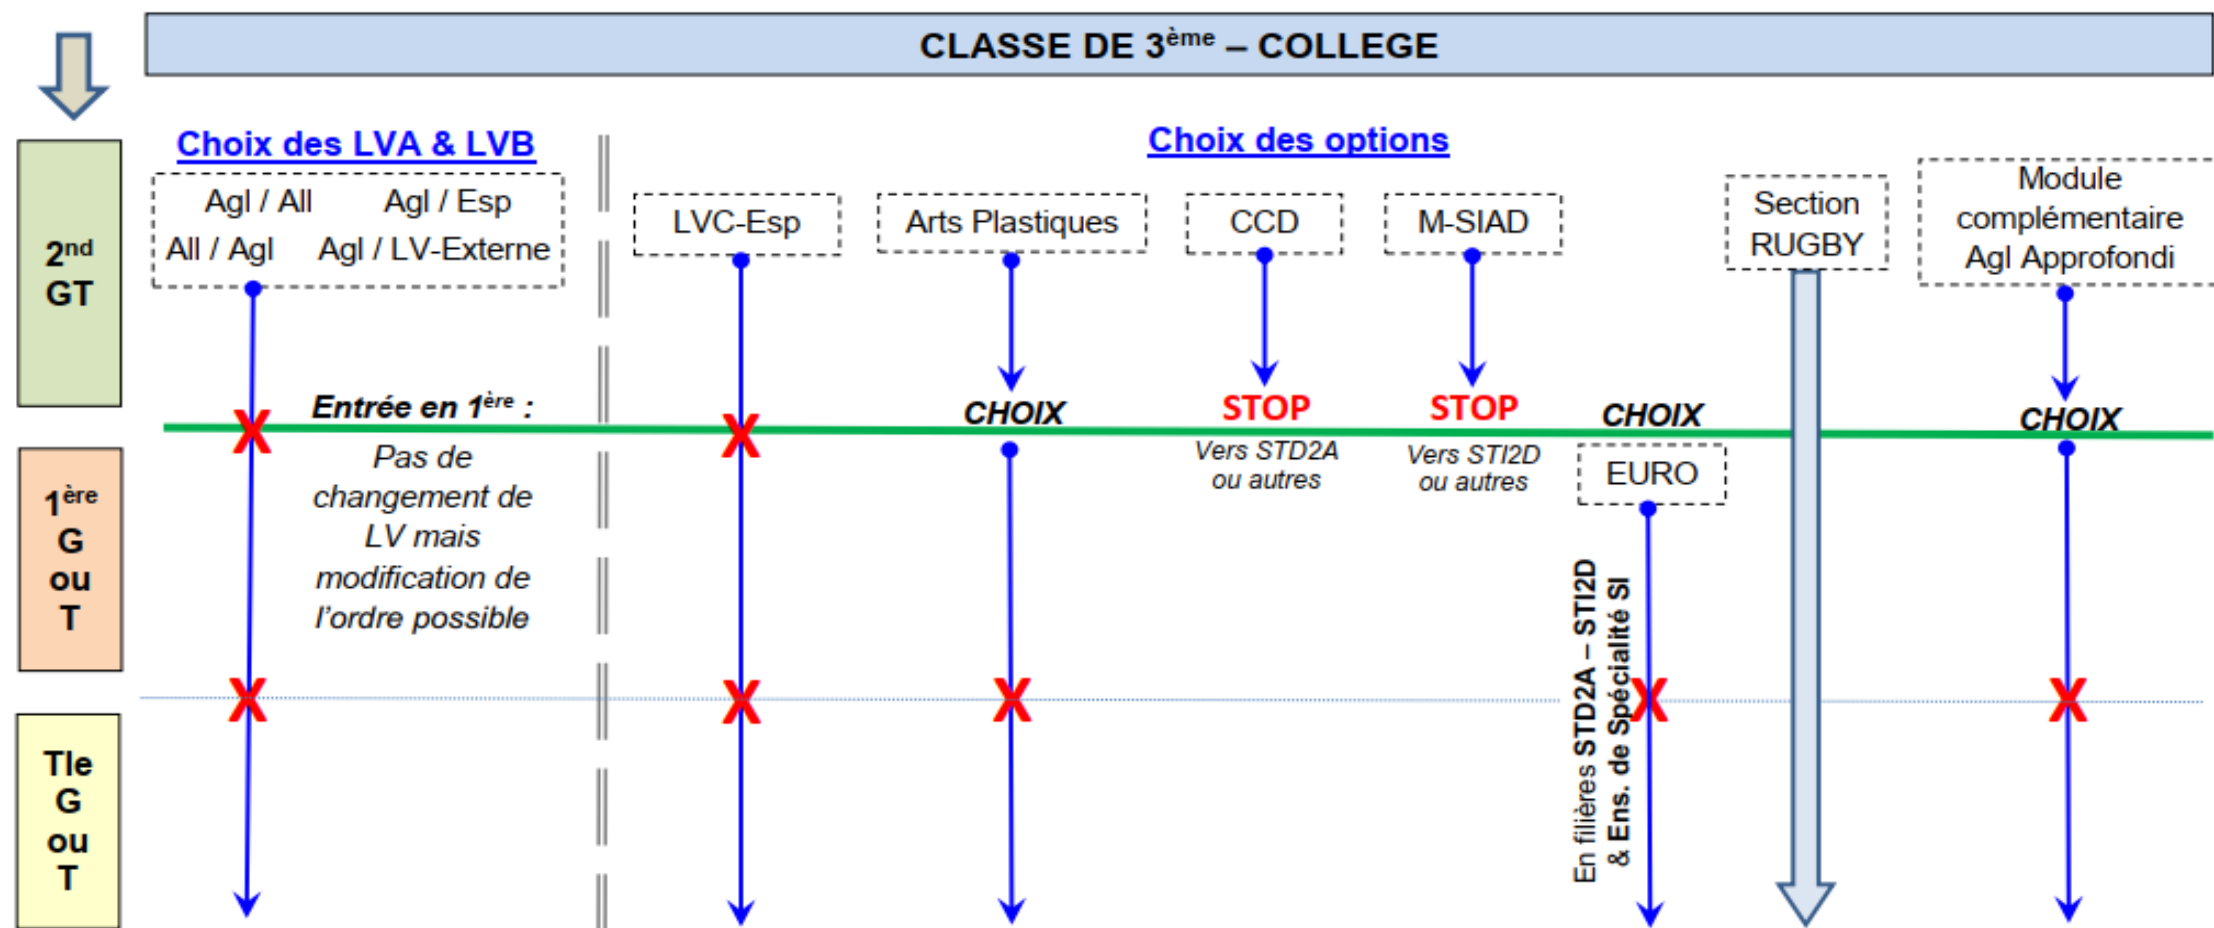 CLASSE DE 3ème – COLLEGE
Choix des LVA & LVB
Choix des options
2nd
GT
Agl / All Agl / Esp
All / Agl Agl / LV-Externe
LVC-Esp
Arts Plastiques
CCD
M-SIAD
Section
RUGBY
Module
complémentaire
Agl Approfondi
Entrée en 1ère :
X
X
CHOIX
STOP
STOP
CHOIX
CHOIX
Pas de
changement de
LV mais
modification de
l'ordre possible
Vers STD2A
ou autres
Vers STI2D
ou autres
EURO
1ère
G
ou
T
En filières STD2A – STI2D
& Ens. de Spécialité SI
X
X
X
X
X
Tle
G
ou
T